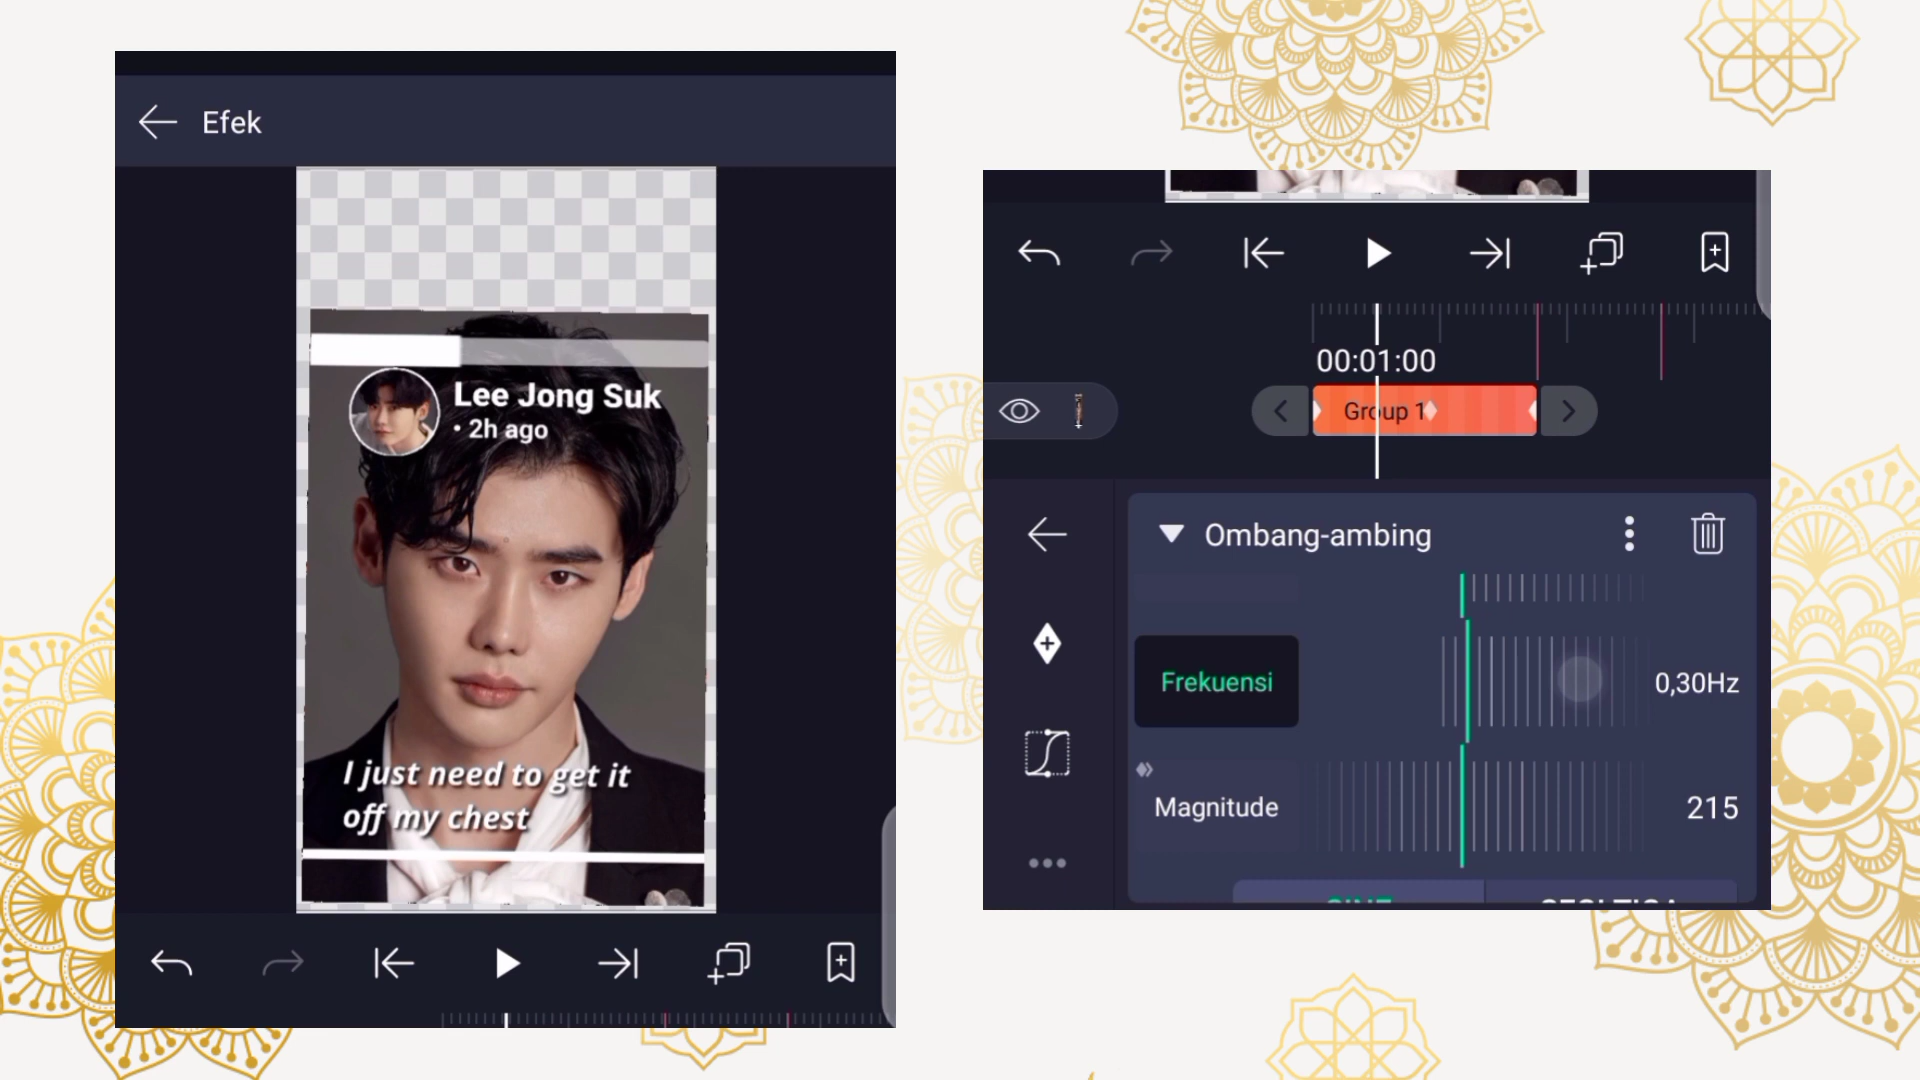 Efek
Lee Jong Suk
• 2h ago
I just need to get it
off my chest
00:01:00
Group 1
Ombang-ambing
Frekuensi
0,30Hz
Magnitude
215